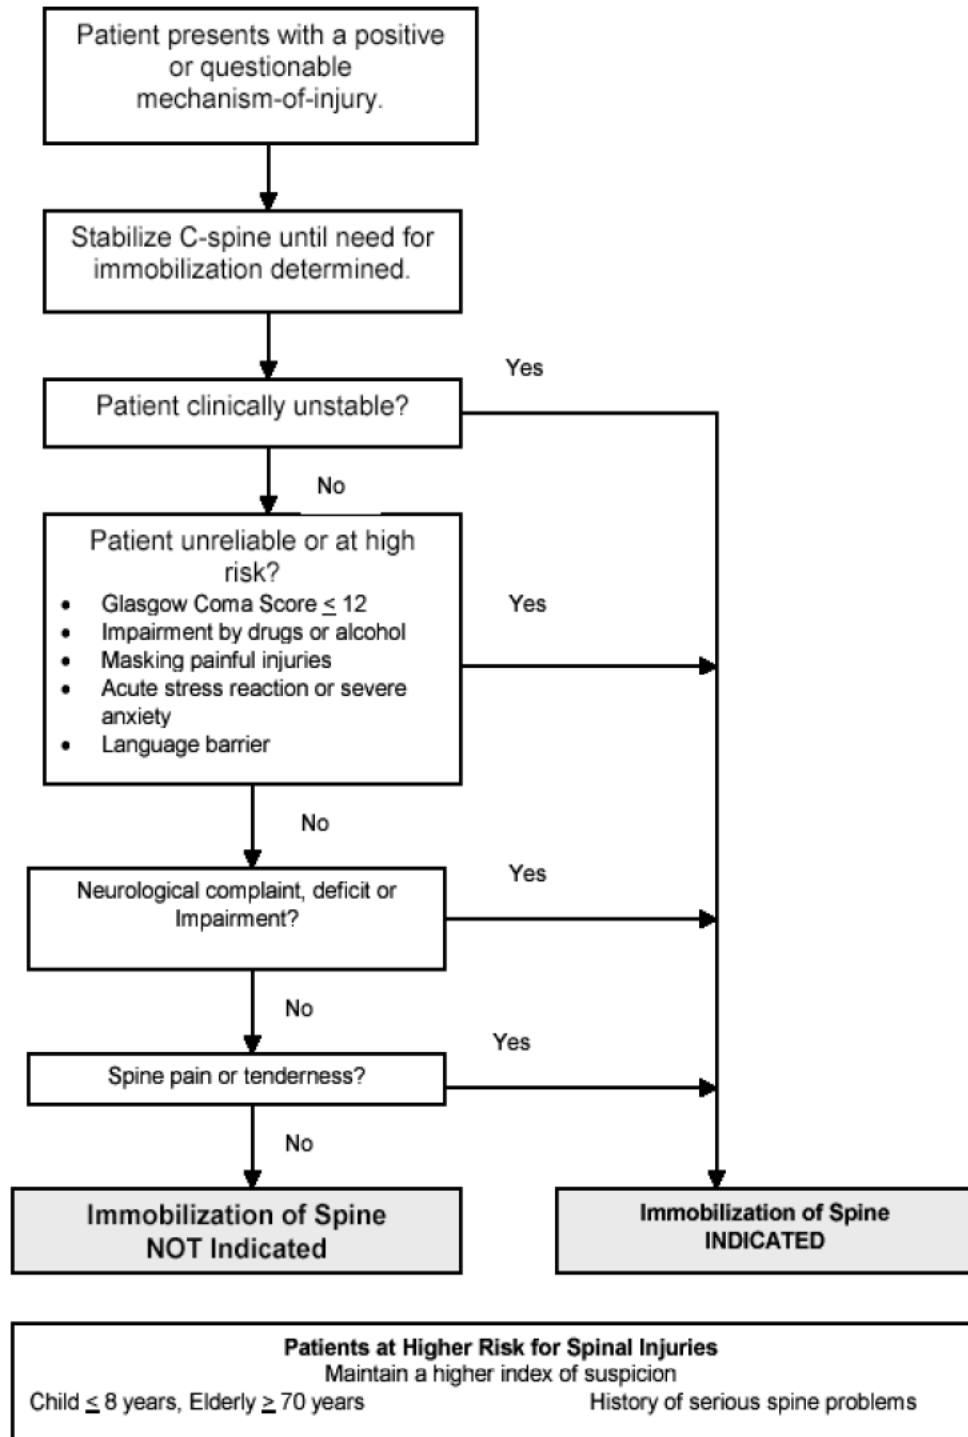 Patient presents with a positive
or questionable
mechanism-of-injury.
Stabilize C-spine until need for
immobilization determined.
Yes
Patient clinically unstable?
No
Patient unreliable or at high
risk?
• Glasgow Coma Score ≤ 12
Yes
• Impairment by drugs or alcohol
• Masking painful injuries
• Acute stress reaction or severe
anxiety
• Language barrier
No
Yes
Neurological complaint, deficit or
Impairment?
No
Yes
Spine pain or tenderness?
No
Immobilization of Spine
NOT Indicated
Immobilization of Spine
INDICATED
Patients at Higher Risk for Spinal Injuries
Maintain a higher index of suspicion
Child ≤ 8 years, Elderly ≥ 70 years
History of serious spine problems